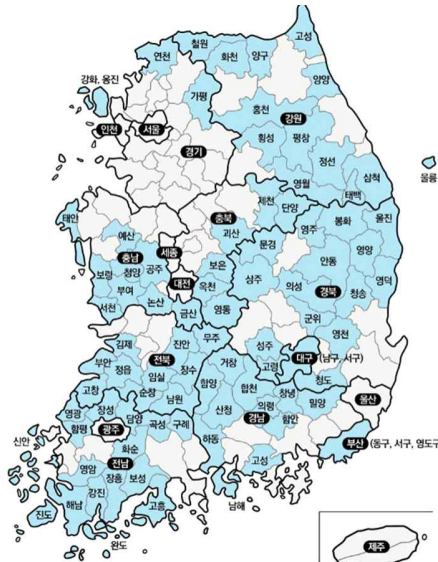 고성
철원
연천
화천
양구
양양
강화, 옹진
가평
홍천
강원
인천
서울
횡성
평창
경기
정선
울릉
영월
삼척
태백
제천
단양
태안
충북
영주
봉화
울진
예산
괴산
문경
세종
충남
영양
안동
보령
청양
공주
보은
대전
상주
의성
경북
청송
영덕
부여
옥천
서천
논산
금산
영동
군위
영천
무주
김제
진안
성주
대구 (남구, 서구)
부안
전북
거창
고령
정읍
장수
임실
함양
합천
청도
고창
순창
남원
창녕
밀양
울산
의령
산청
경남
함안
영광
장성
담양
함평
광주
곡성
구례
신안
화순
하동
부산 (동구, 서구, 영도구
영암
전남
고성
장흥
보성
강진
해남
고흥
남해
진도
완도
제주